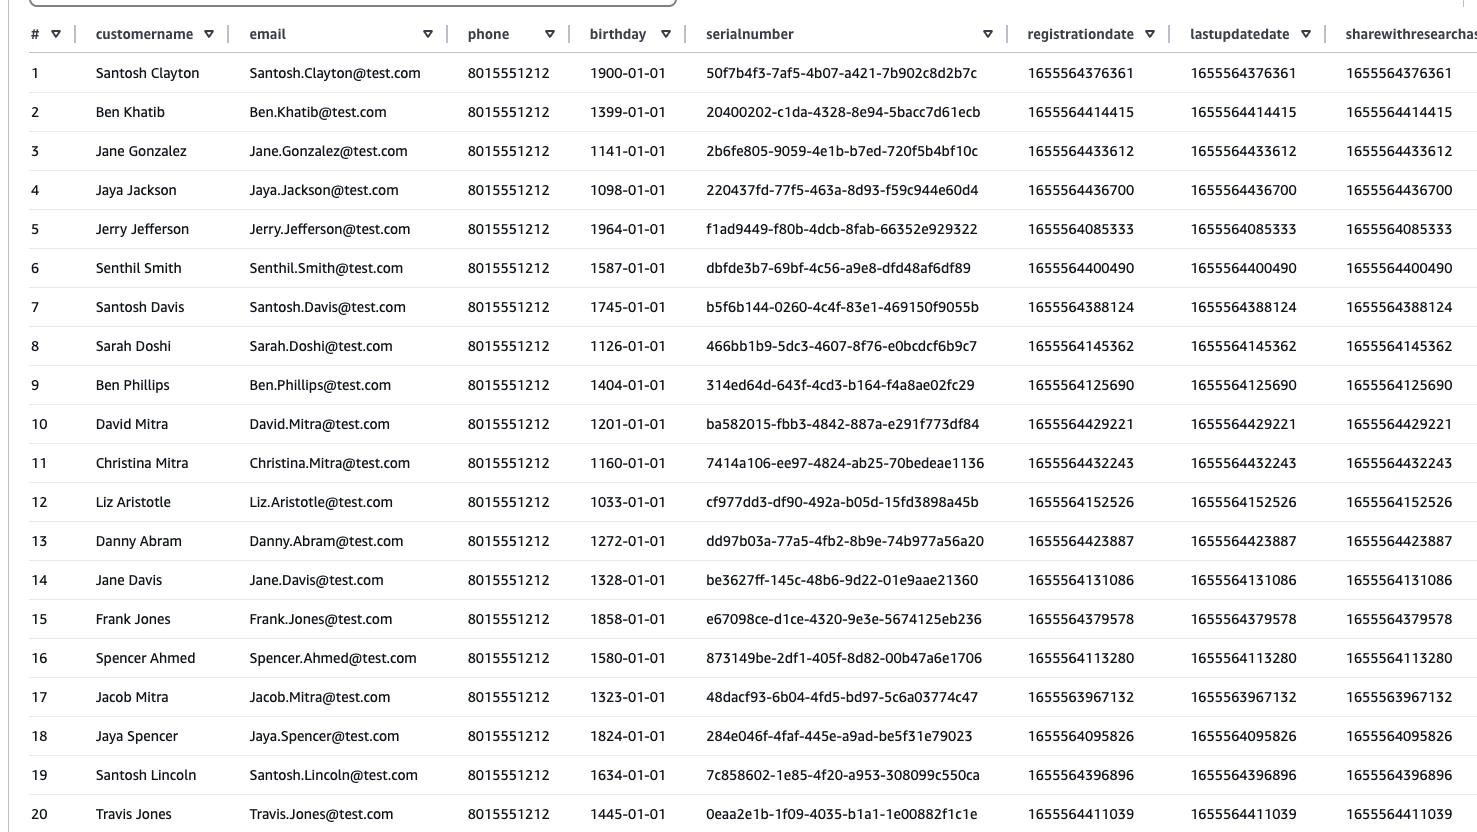 # customername email phone birthday serialnumber registrationdate lastupdatedate sharewithresearchas
1 Santosh Clayton Santosh.Clayton@test.com 8015551212 1900-01-01 50f7b4f3-7af5-4b07-a421-7b902c8d2b7c 1655564376361 1655564376361 1655564376361
2 Ben Khatib Ben.Khatib@test.com 8015551212 1399-01-01 20400202-c1da-4328-8e94-5bacc7d61ecb 1655564414415 1655564414415 1655564414415
3 Jane Gonzalez Jane.Gonzalez@test.com 8015551212 1141-01-01 2b6fe805-9059-4e1b-b7ed-720f5b4bf10c 1655564433612 1655564433612 1655564433612
4 Jaya Jackson Jaya.Jackson@test.com 8015551212 1098-01-01 220437fd-77f5-463a-8d93-f59c944e60d4 1655564436700 1655564436700 1655564436700
5 Jerry Jefferson Jerry.Jefferson@test.com 8015551212 1964-01-01 f1ad9449-f80b-4dcb-8fab-66352e929322 1655564085333 1655564085333 1655564085333
6 Senthil Smith Senthil.Smith@test.com 8015551212 1587-01-01 dbfde3b7-69bf-4c56-a9e8-dfd48af6df89 1655564400490 1655564400490 1655564400490
7 Santosh Davis Santosh.Davis@test.com 8015551212 1745-01-01 b5f6b144-0260-4c4f-83e1-469150f9055b 1655564388124 1655564388124 1655564388124
8 Sarah Doshi Sarah.Doshi@test.com 8015551212 1126-01-01 466bb1b9-5dc3-4607-8f76-e0bcdcf6b9c7 1655564145362 1655564145362 1655564145362
9 Ben Phillips Ben.Phillips@test.com 8015551212 1404-01-01 314ed64d-643f-4cd3-b164-f4a8ae02fc29 1655564125690 1655564125690 1655564125690
10 David Mitra David.Mitra@test.com 8015551212 1201-01-01 ba582015-fbb3-4842-887a-e291f773df84 1655564429221 1655564429221 1655564429221
11 Christina Mitra Christina.Mitra@test.com 8015551212 1160-01-01 7414a106-ee97-4824-ab25-70bedeae1136 1655564432243 1655564432243 1655564432243
12 Liz Aristotle Liz.Aristotle@test.com 8015551212 1033-01-01 cf977dd3-df90-492a-b05d-15fd3898a45b 1655564152526 1655564152526 1655564152526
13 Danny Abram Danny.Abram@test.com 8015551212 1272-01-01 dd97b03a-77a5-4fb2-8b9e-74b977a56a20 1655564423887 1655564423887 1655564423887
14 Jane Davis Jane.Davis@test.com 8015551212 1328-01-01 be3627ff-145c-48b6-9d22-01e9aae21360 1655564131086 1655564131086 1655564131086
15 Frank Jones Frank.Jones@test.com 8015551212 1858-01-01 e67098ce-d1ce-4320-9e3e-5674125eb236 1655564379578 1655564379578 1655564379578
16 Spencer Ahmed Spencer.Ahmed@test.com 8015551212 1580-01-01 873149be-2df1-405f-8d82-00b47a6e1706 1655564113280 1655564113280 1655564113280
17 Jacob Mitra Jacob.Mitra@test.com 8015551212 1323-01-01 48dacf93-6b04-4fd5-bd97-5c6a03774c47 1655563967132 1655563967132 1655563967132
18 Jaya Spencer Jaya.Spencer@test.com 8015551212 1824-01-01 284e046f-4faf-445e-a9ad-be5f31e79023 1655564095826 1655564095826 1655564095826
19 Santosh Lincoln Santosh.Lincoln@test.com 8015551212 1634-01-01 7c858602-1e85-4f20-a953-308099c550ca 1655564396896 1655564396896 1655564396896
20 Travis Jones Travis.Jones@test.com 8015551212 1445-01-01 0eaa2e1b-1f09-4035-b1a1-1e00882f1c1e 1655564411039 1655564411039 1655564411039